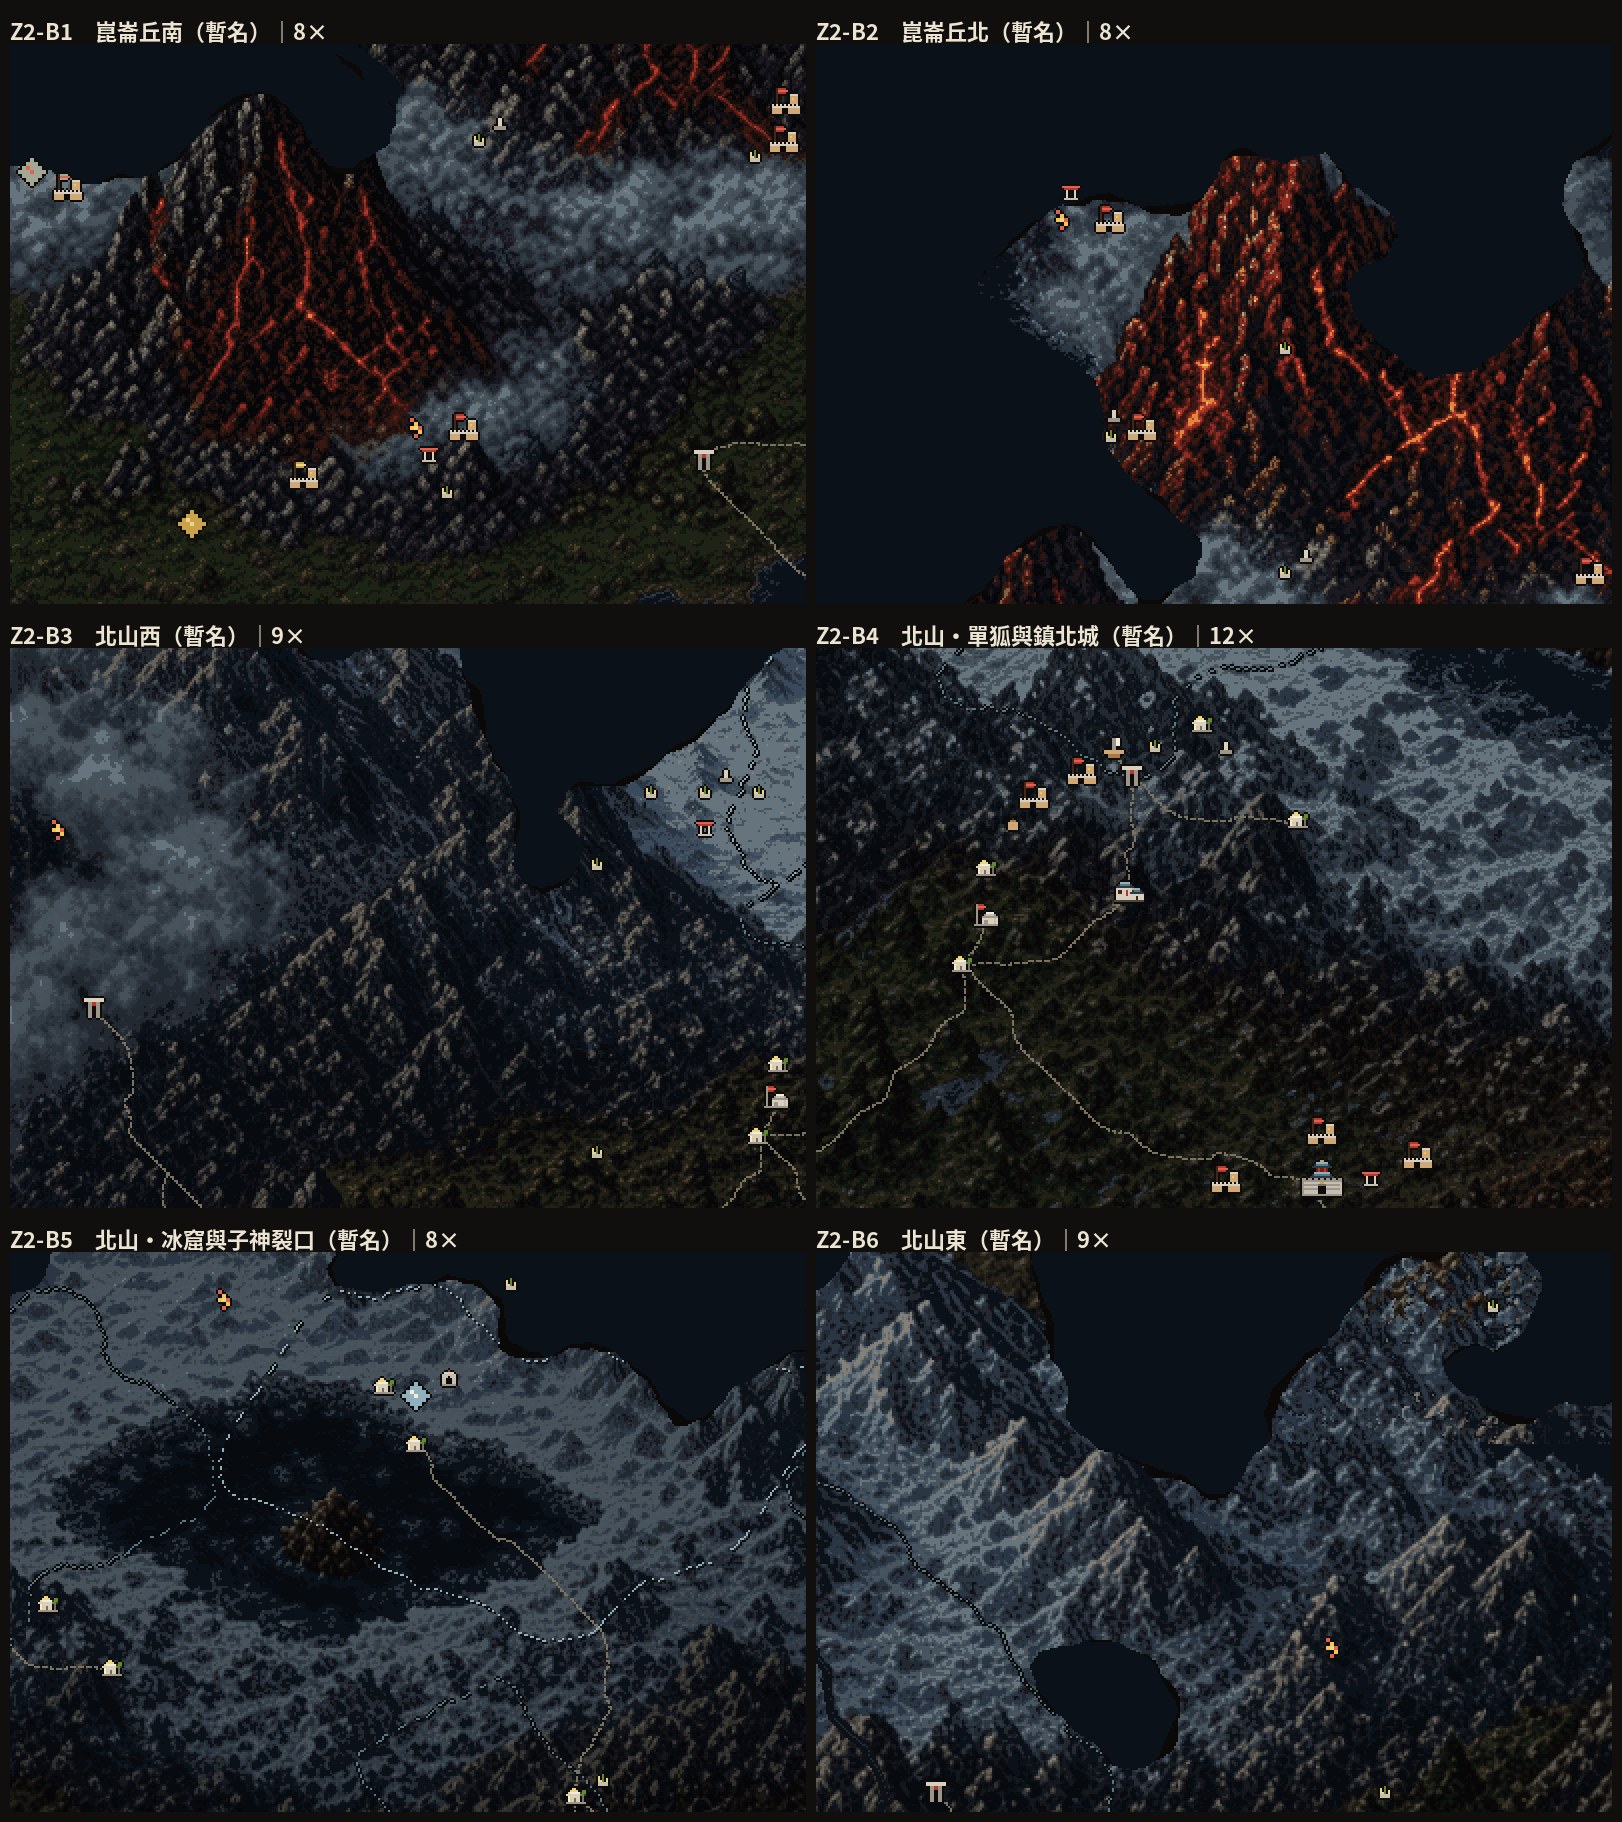 Z2-B1 崑崙丘南（暫名）｜8×
Z2-B2 崑崙丘北（暫名）｜8×
Z2-B3 北山西（暫名）｜9×
Z2-B4 北山・單狐與鎮北城（暫名）｜12×
Z2-B5 北山・冰窟與子神裂口（暫名）｜8×
Z2-B6 北山東（暫名）｜9×